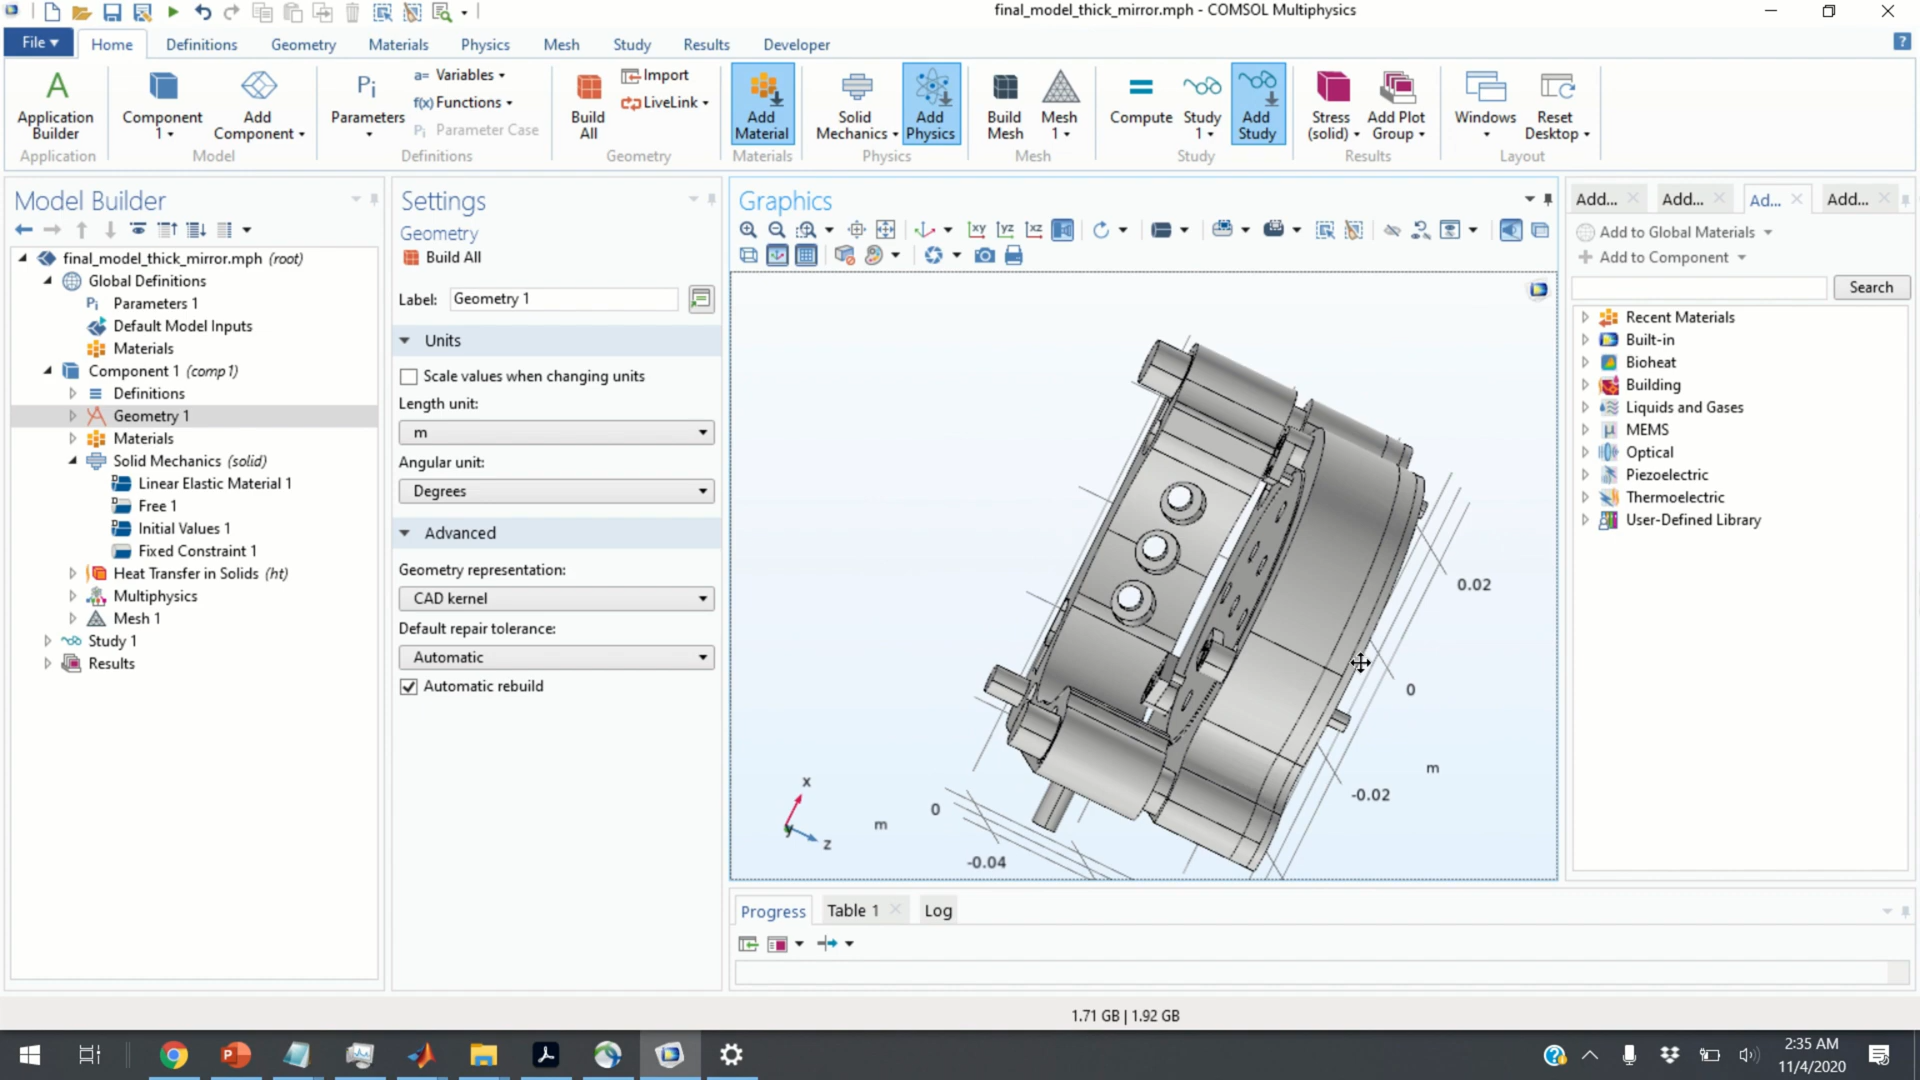 final_model_thick_mirror.mph - COMSOL Multiphysics
File Home Definitions Geometry Materials Physics Mesh Study Results Developer
Application Builder
Application
Component 1
Add Component
Model
Pi
Parameters
a= Variables
f(x) Functions
Pi Parameter Case
Definitions
Build All
Import
LiveLink
Geometry
Add Material
Materials
Solid Mechanics
Add Physics
Physics
Build Mesh
Mesh 1
Mesh
Compute
Study 1
Add Study
Study
Stress (solid)
Add Plot Group
Results
Windows
Reset Desktop
Layout
Model Builder
final_model_thick_mirror.mph (root)
Global Definitions
Pi Parameters 1
Default Model Inputs
Materials
Component 1 (comp1)
Definitions
Geometry 1
Materials
Solid Mechanics (solid)
Linear Elastic Material 1
Free 1
Initial Values 1
Fixed Constraint 1
Heat Transfer in Solids (ht)
Multiphysics
Mesh 1
Study 1
Results
Settings
Geometry
Build All
Label: Geometry 1
Units
Scale values when changing units
Length unit:
m
Angular unit:
Degrees
Advanced
Geometry representation:
CAD kernel
Default repair tolerance:
Automatic
Automatic rebuild
Graphics
xy yz xz
0.02
0
m
-0.02
x
y
z
m
0
-0.04
Progress Table 1 Log
Add... Add... Ad... Add...
Add to Global Materials
Add to Component
Search
Recent Materials
Built-in
Bioheat
Building
Liquids and Gases
μ MEMS
Optical
Piezoelectric
Thermoelectric
User-Defined Library
1.71 GB | 1.92 GB
2:35 AM
11/4/2020